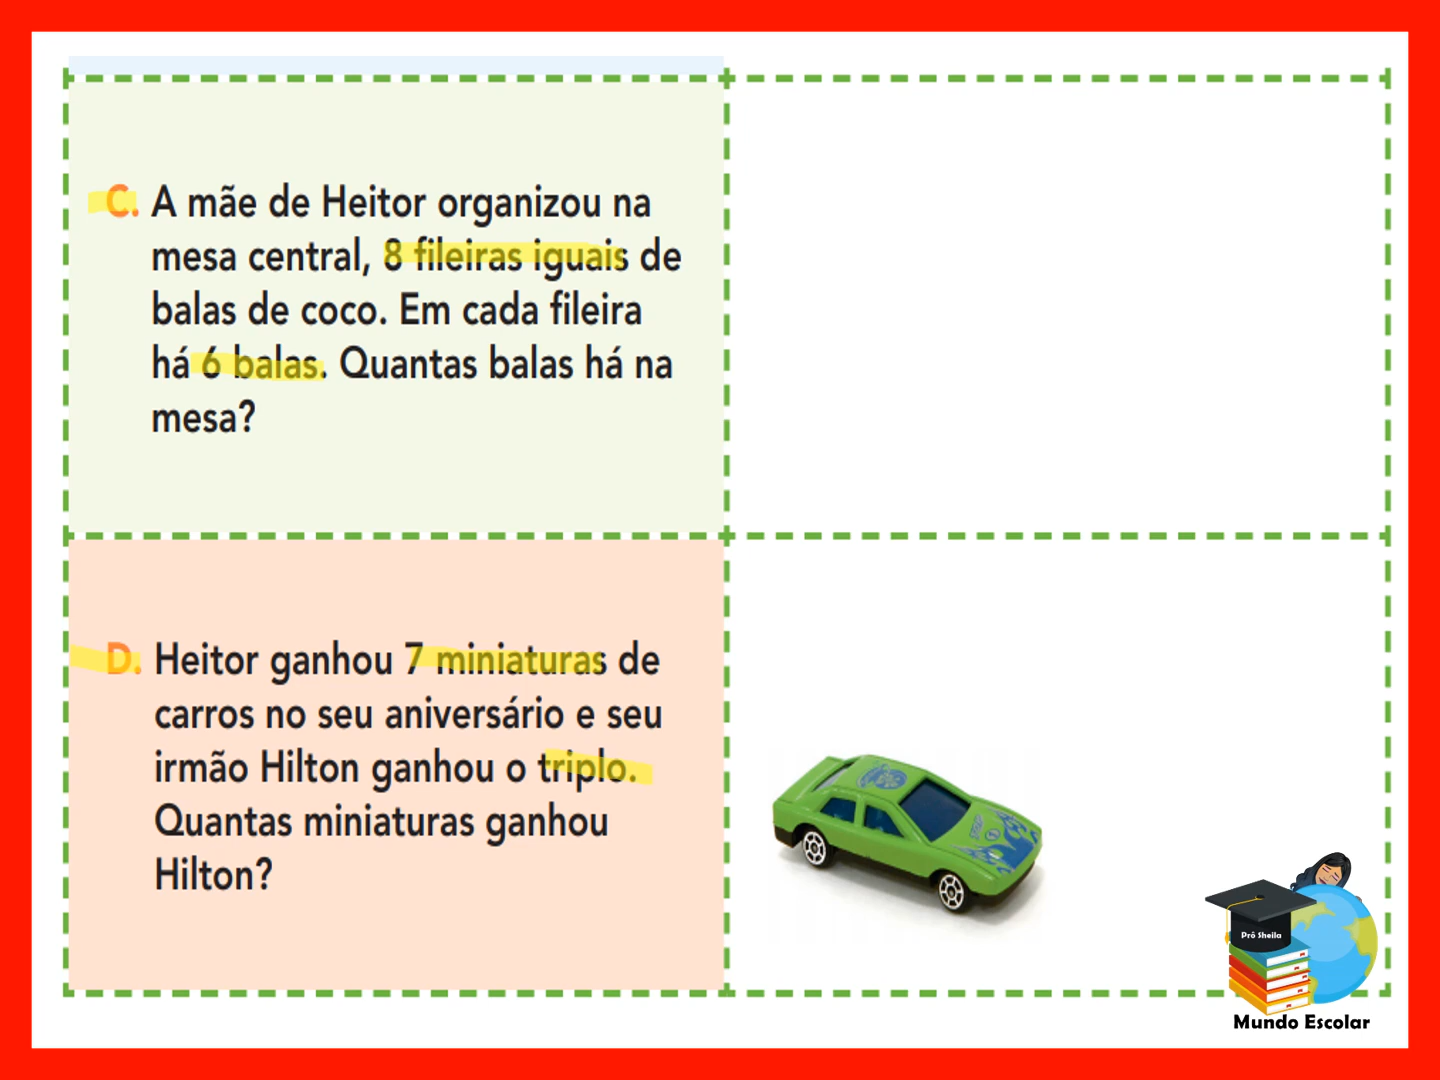 C. A mãe de Heitor organizou na
mesa central, 8 fileiras iguais de
balas de coco. Em cada fileira
há 6 balas. Quantas balas há na
mesa?
D. Heitor ganhou 7 miniaturas de
carros no seu aniversário e seu
irmão Hilton ganhou o triplo.
Quantas miniaturas ganhou
Hilton?
Prô Sheila
Mundo Escolar